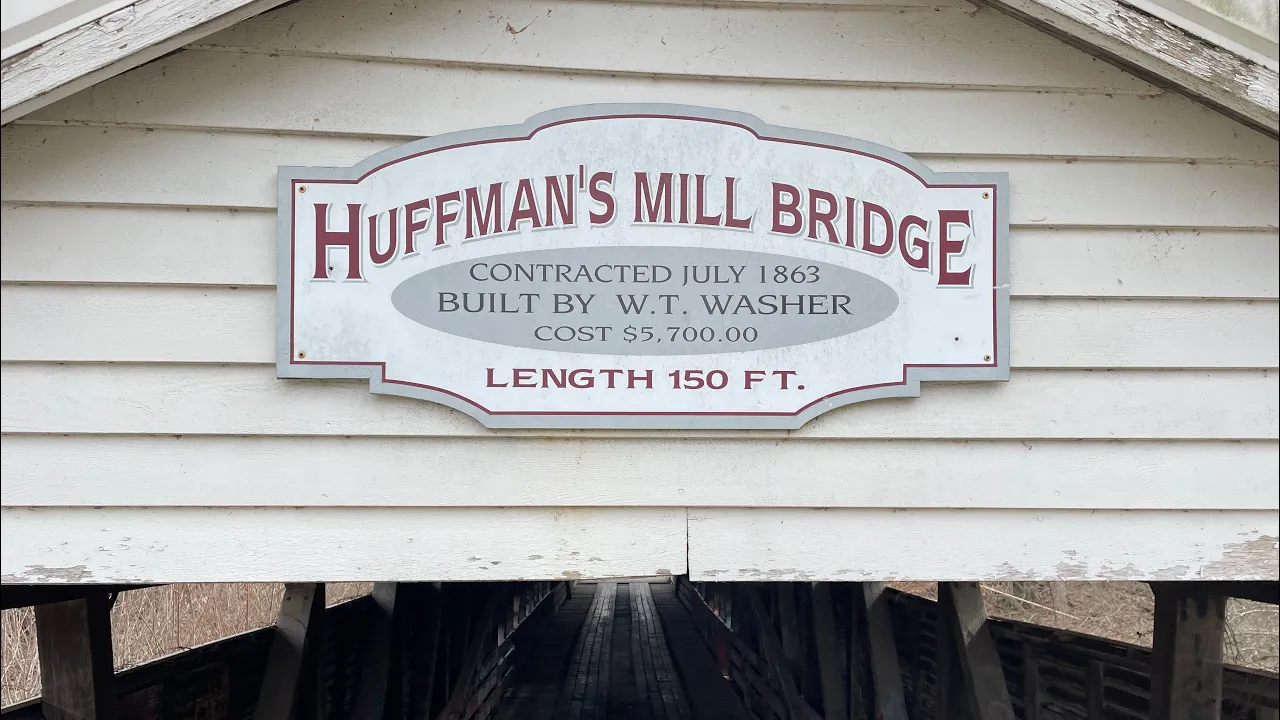 HUFFMAN'S MILL BRIDGE
CONTRACTED JULY 1863
BUILT BY W.T. WASHER
COST $5,700.00
LENGTH 150 FT.